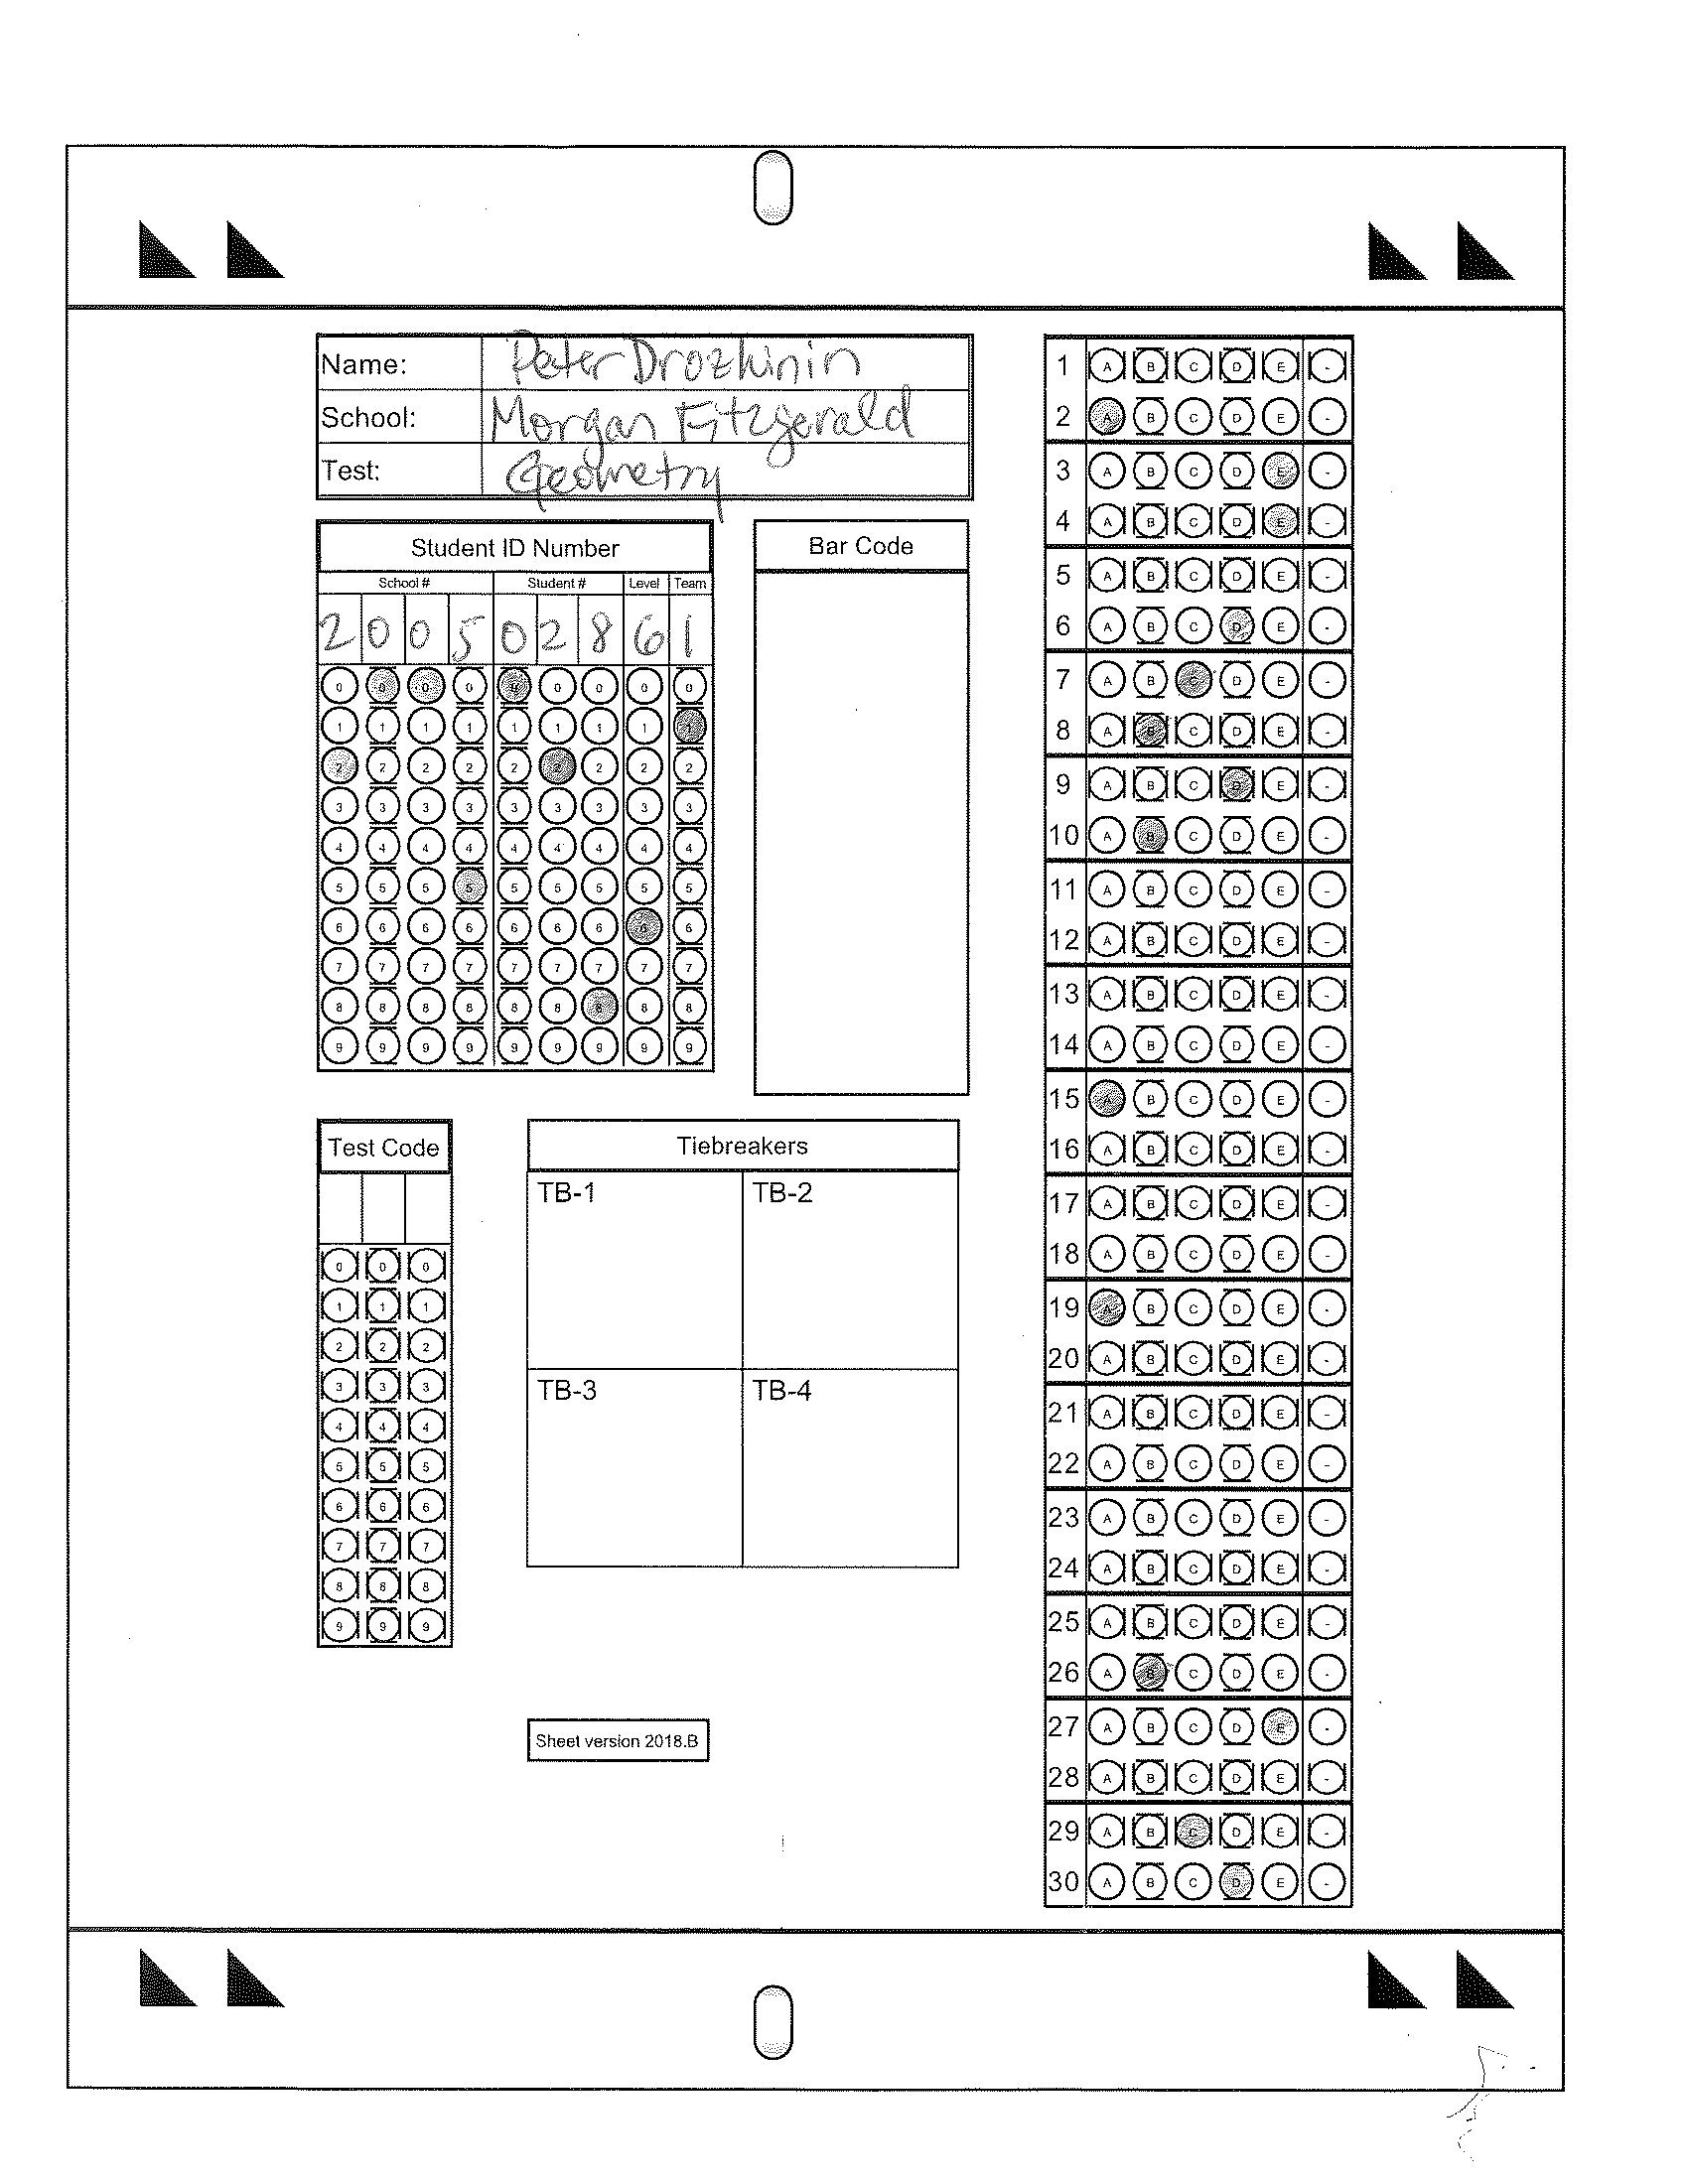 Name: Peter Drozhinin
School: Morgan Fitzgerald
Test: Geometry
Student ID Number
School # Student # Level Team
2 0 0 5 0 2 8 6 1
0 0 0 0 0 0 0 0 0
1 1 1 1 1 1 1 1 1
2 2 2 2 2 2 2 2 2
3 3 3 3 3 3 3 3 3
4 4 4 4 4 4 4 4 4
5 5 5 5 5 5 5 5 5
6 6 6 6 6 6 6 6 6
7 7 7 7 7 7 7 7 7
8 8 8 8 8 8 8 8 8
9 9 9 9 9 9 9 9 9
Bar Code
Test Code
0 0 0
1 1 1
2 2 2
3 3 3
4 4 4
5 5 5
6 6 6
7 7 7
8 8 8
9 9 9
Tiebreakers
TB-1 TB-2
TB-3 TB-4
Sheet version 2018.B
1 A B C D E -
2 A B C D E -
3 A B C D E -
4 A B C D E -
5 A B C D E -
6 A B C D E -
7 A B C D E -
8 A B C D E -
9 A B C D E -
10 A B C D E -
11 A B C D E -
12 A B C D E -
13 A B C D E -
14 A B C D E -
15 A B C D E -
16 A B C D E -
17 A B C D E -
18 A B C D E -
19 A B C D E -
20 A B C D E -
21 A B C D E -
22 A B C D E -
23 A B C D E -
24 A B C D E -
25 A B C D E -
26 A B C D E -
27 A B C D E -
28 A B C D E -
29 A B C D E -
30 A B C D E -